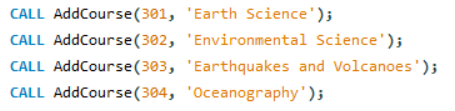 CALL AddCourse(301, 'Earth Science');
CALL AddCourse(302, 'Environmental Science');
CALL AddCourse(303, 'Earthquakes and Volcanoes');
CALL AddCourse(304, 'Oceanography');